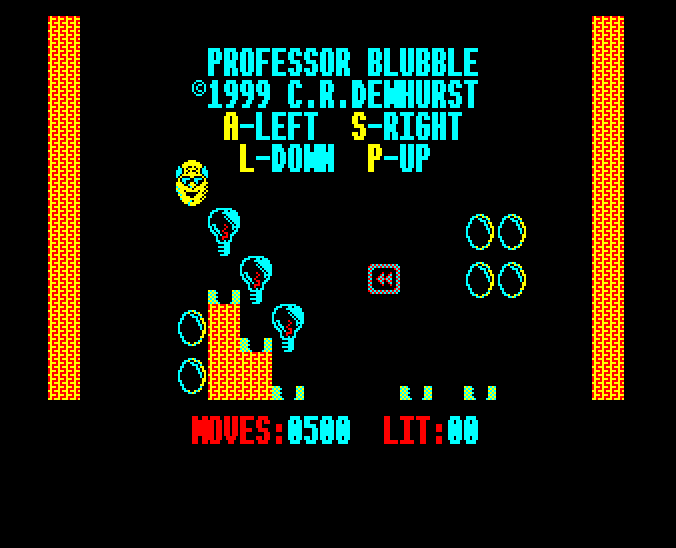 PROFESSOR BLUBBLE
©1999 C.R.DEWHURST
A-LEFT S-RIGHT
L-DOWN P-UP
MOVES:0500 LIT:00